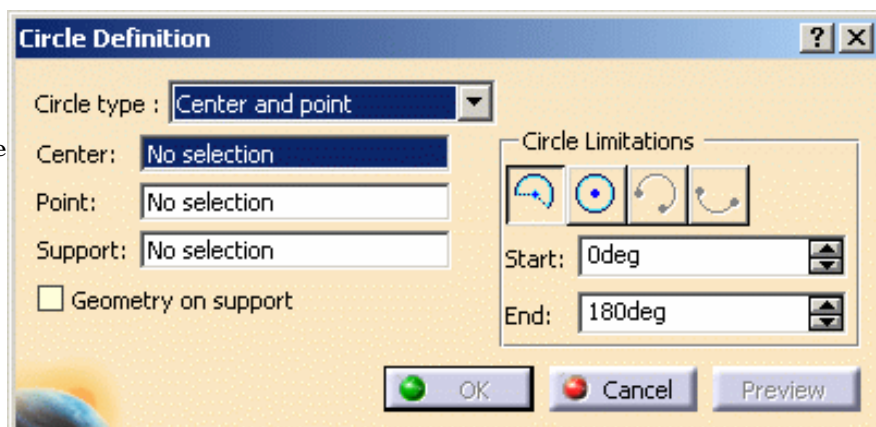 Circle Definition
? X
Circle type : Center and point
e
Center: No selection
Point: No selection
Support: No selection
Geometry on support
Circle Limitations
Start: 0deg
End: 180deg
OK Cancel Preview